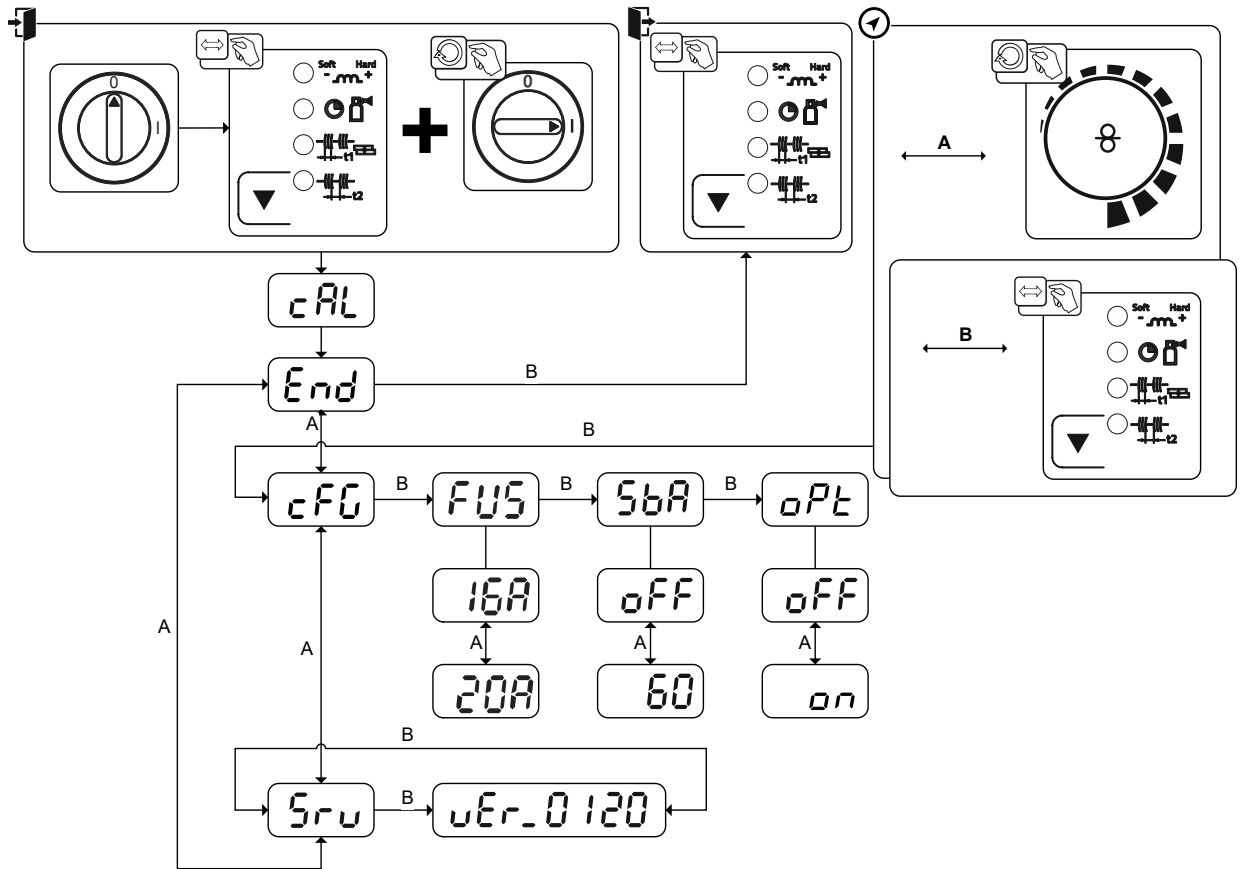 0
I
Soft Hard
- +
t1
t2
0
I
Soft Hard
- +
t1
t2
A
B
Soft Hard
- +
t1
t2
cAL
End
B
A
B
cFG
B
FUS
B
SbA
B
oPt
16A
oFF
oFF
A
A
A
A
A
20A
60
on
B
Sru
B
vEr_0120